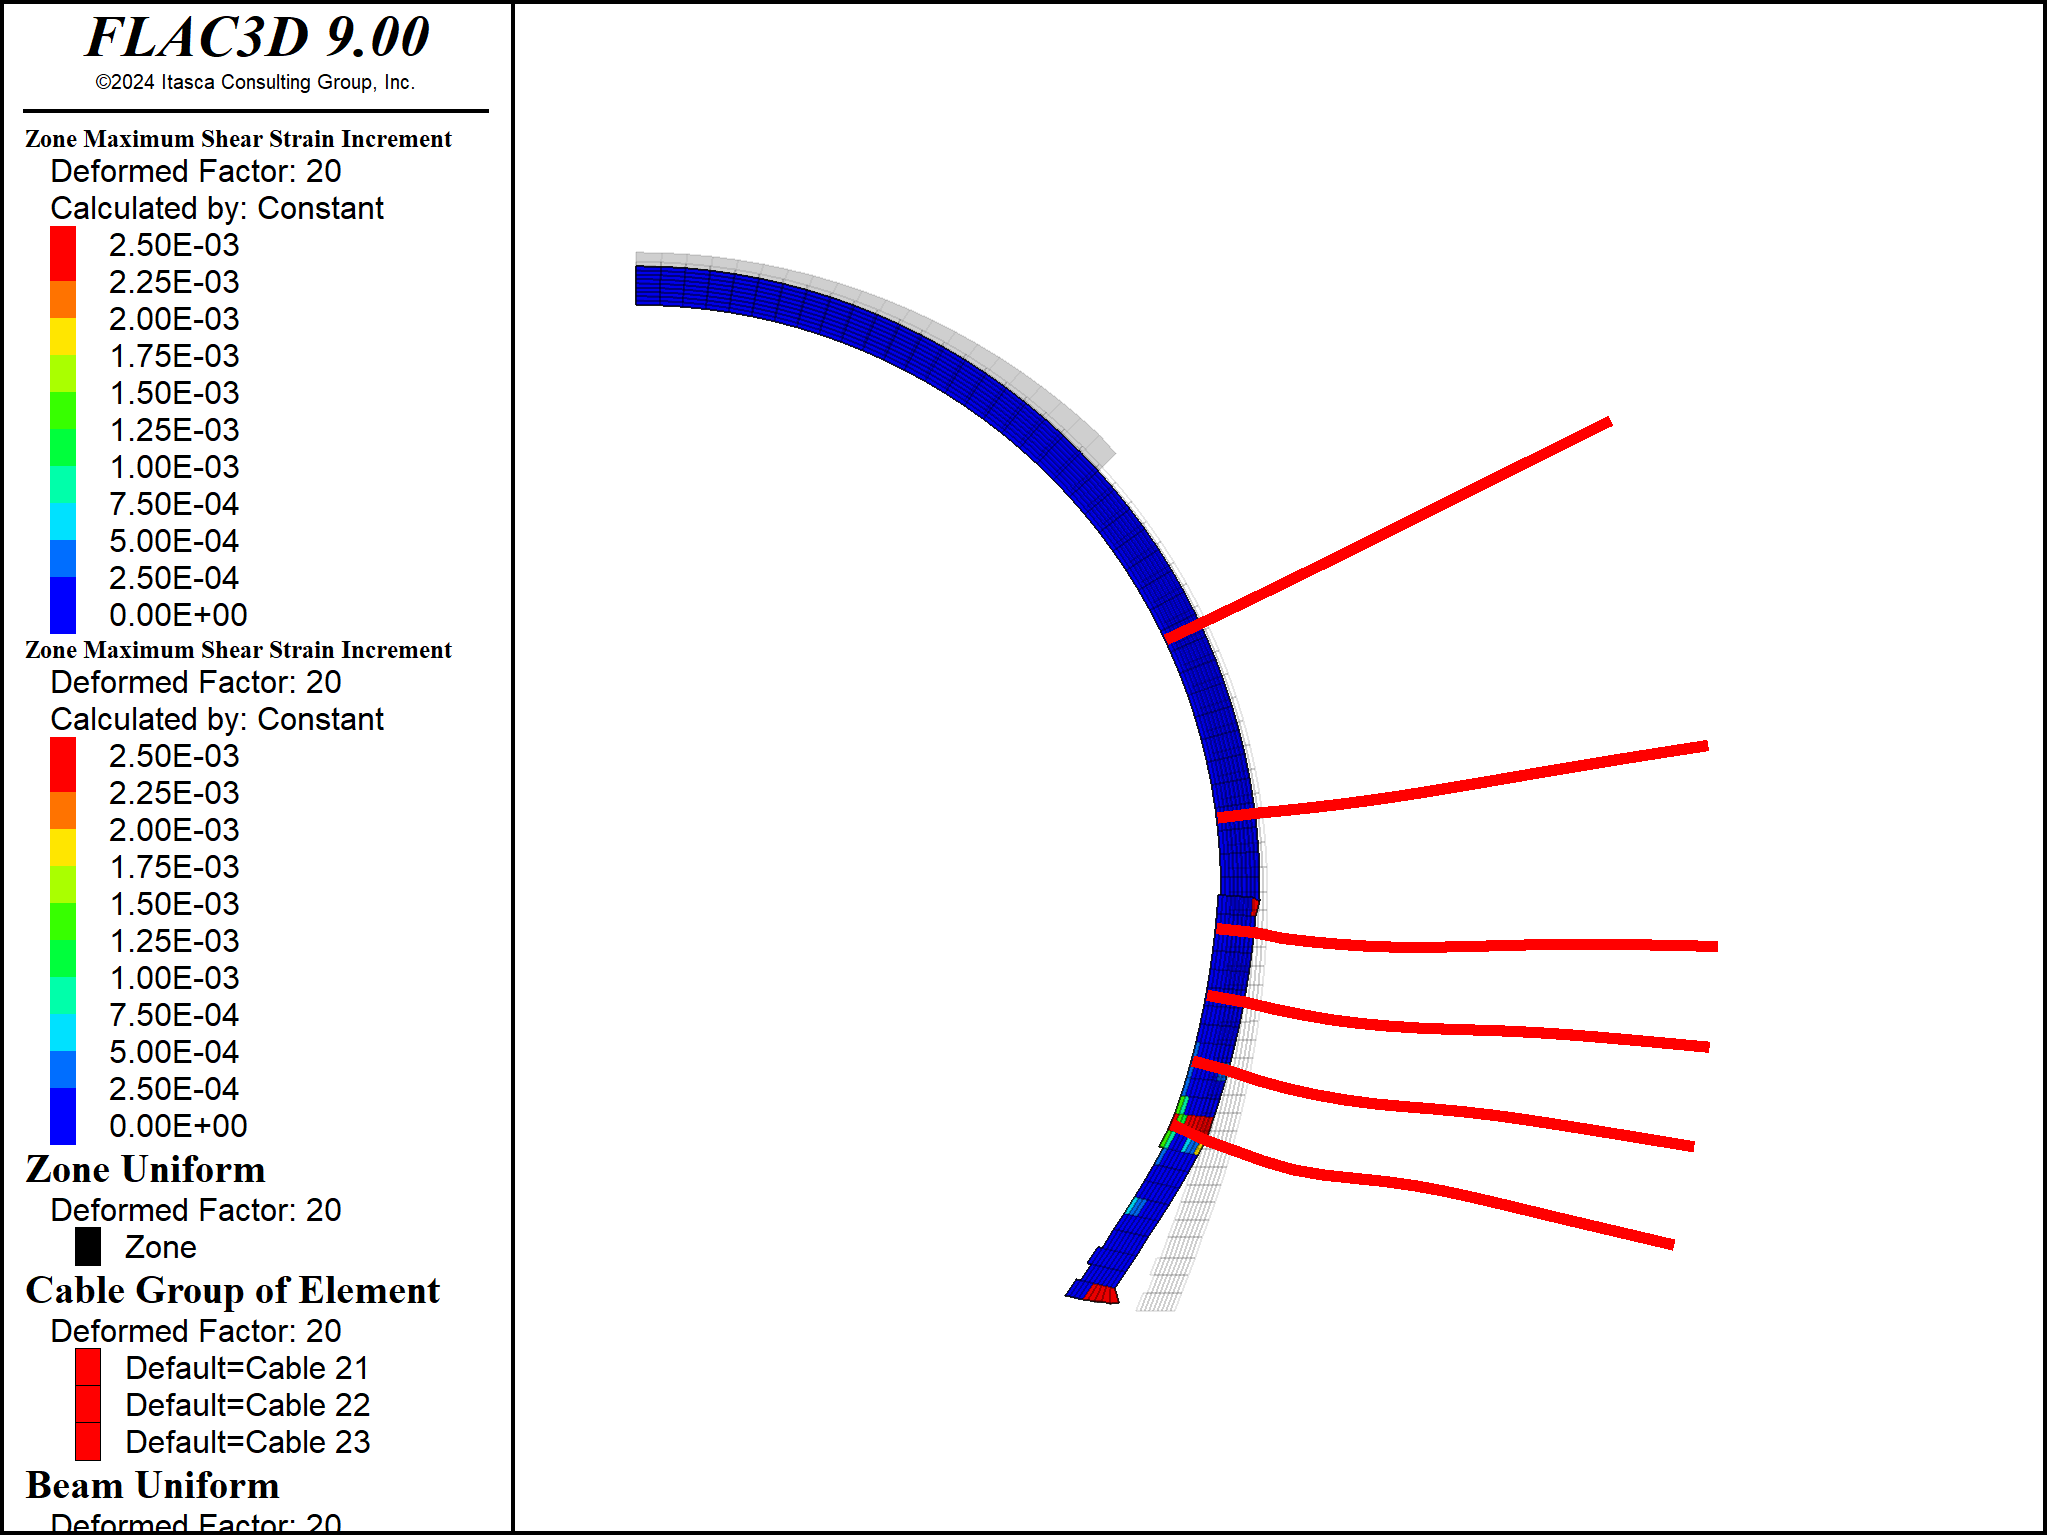 FLAC3D 9.00
©2024 Itasca Consulting Group, Inc.
Zone Maximum Shear Strain Increment
Deformed Factor: 20
Calculated by: Constant
2.50E-03
2.25E-03
2.00E-03
1.75E-03
1.50E-03
1.25E-03
1.00E-03
7.50E-04
5.00E-04
2.50E-04
0.00E+00
Zone Maximum Shear Strain Increment
Deformed Factor: 20
Calculated by: Constant
2.50E-03
2.25E-03
2.00E-03
1.75E-03
1.50E-03
1.25E-03
1.00E-03
7.50E-04
5.00E-04
2.50E-04
0.00E+00
Zone Uniform
Deformed Factor: 20
Zone
Cable Group of Element
Deformed Factor: 20
Default=Cable 21
Default=Cable 22
Default=Cable 23
Beam Uniform
Deformed Factor: 20